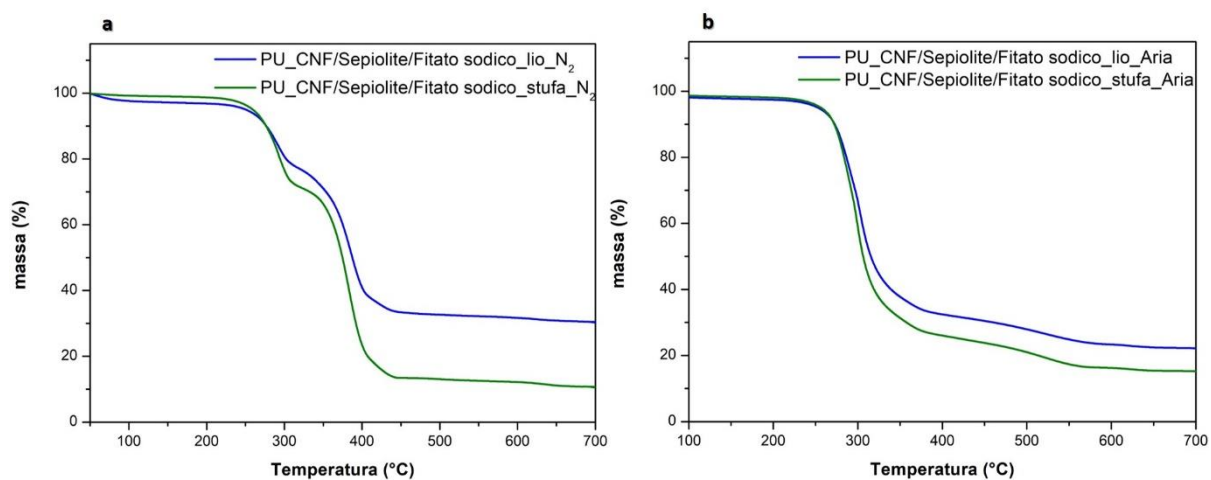 a
PU_CNF/Sepiolite/Fitato sodico_lio_N2
PU_CNF/Sepiolite/Fitato sodico_stufa_N2
100
80
60
40
20
0
massa (%)
100
200
300
400
500
600
700
Temperatura (°C)
b
PU_CNF/Sepiolite/Fitato sodico_lio_Aria
PU_CNF/Sepiolite/Fitato sodico_stufa_Aria
100
80
60
40
20
0
massa (%)
100
200
300
400
500
600
700
Temperatura (°C)